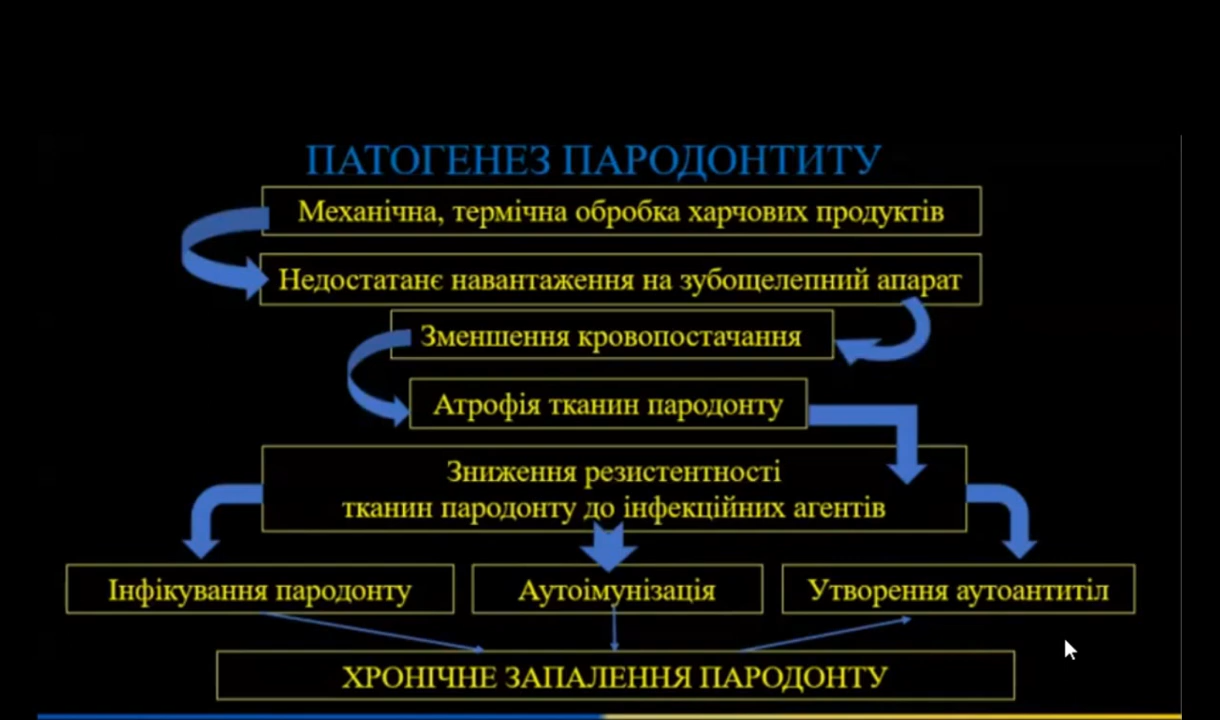 ПАТОГЕНЕЗ ПАРОДОНТИТУ
Механічна, термічна обробка харчових продуктів
Недостатанє навантаження на зубощелепний апарат
Зменшення кровопостачання
Атрофія тканин пародонту
Зниження резистентності
тканин пародонту до інфекційних агентів
Інфікування пародонту
Аутоімунізація
Утворення аутоантитіл
ХРОНІЧНЕ ЗАПАЛЕННЯ ПАРОДОНТУ